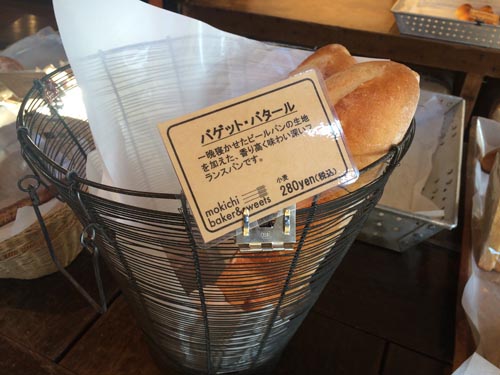 バゲット・バタール
一晩寝かせたビールパンの生地
を加えた、香り高く味わい深いフ
ランスパンです。
小麦
280yen(税込)
mokichi
baker&sweets